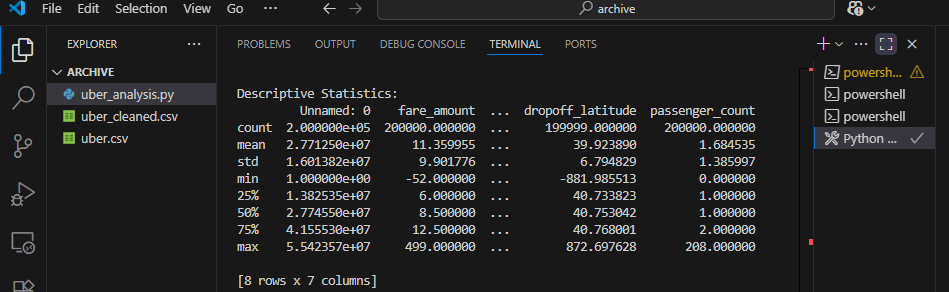 File Edit Selection View Go ... archive
EXPLORER ...
ARCHIVE
uber_analysis.py
uber_cleaned.csv
uber.csv
PROBLEMS OUTPUT DEBUG CONSOLE TERMINAL PORTS
Descriptive Statistics:
Unnamed: 0 fare_amount ... dropoff_latitude passenger_count
count 2.000000e+05 200000.000000 ... 199999.000000 200000.000000
mean 2.771250e+07 11.359955 ... 39.923890 1.684535
std 1.601382e+07 9.901776 ... 6.794829 1.385997
min 1.000000e+00 -52.000000 ... -881.985513 0.000000
25% 1.382535e+07 6.000000 ... 40.733823 1.000000
50% 2.774550e+07 8.500000 ... 40.753042 1.000000
75% 4.155530e+07 12.500000 ... 40.768001 2.000000
max 5.542357e+07 499.000000 ... 872.697628 208.000000
[8 rows x 7 columns]
powersh...
powershell
powershell
Python ...